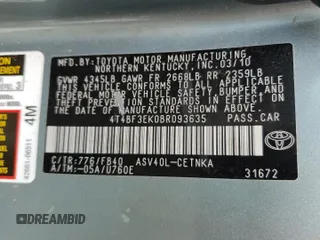 MFD. BY: TOYOTA MOTOR MANUFACTURING,
NORTHERN KENTUCKY, INC. 03/10
GVWR 4345LB GAWR FR 2668LB RR 2359LB
THIS VEHICLE CONFORMS TO ALL APPLICABLE
FEDERAL MOTOR VEHICLE SAFETY, BUMPER, AND
THEFT PREVENTION STANDARDS IN EFFECT ON
THE DATE OF MANUFACTURE SHOWN ABOVE.
4T4BF3EK0BR093635 PASS.CAR
C/TR:776/FB40 ASV40L-CETNKA
A/TM:-05A/U760E
31672
4M
3
DREAMBID.COM